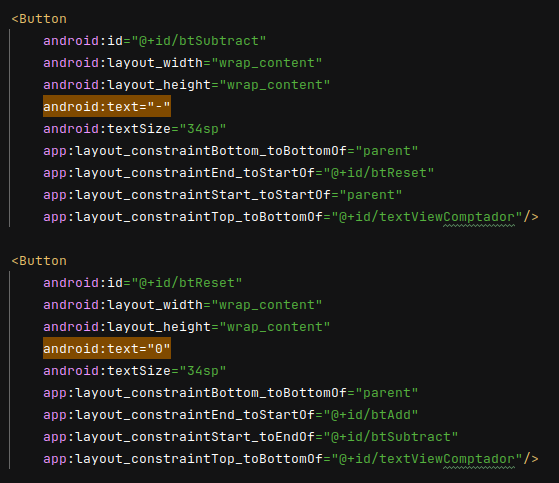 <Button
android:id="@+id/btSubtract"
android:layout_width="wrap_content"
android:layout_height="wrap_content"
android:text="-"
android:textSize="34sp"
app:layout_constraintBottom_toBottomOf="parent"
app:layout_constraintEnd_toStartOf="@+id/btReset"
app:layout_constraintStart_toStartOf="parent"
app:layout_constraintTop_toBottomOf="@+id/textViewComptador"/>
<Button
android:id="@+id/btReset"
android:layout_width="wrap_content"
android:layout_height="wrap_content"
android:text="0"
android:textSize="34sp"
app:layout_constraintBottom_toBottomOf="parent"
app:layout_constraintEnd_toStartOf="@+id/btAdd"
app:layout_constraintStart_toEndOf="@+id/btSubtract"
app:layout_constraintTop_toBottomOf="@+id/textViewComptador"/>